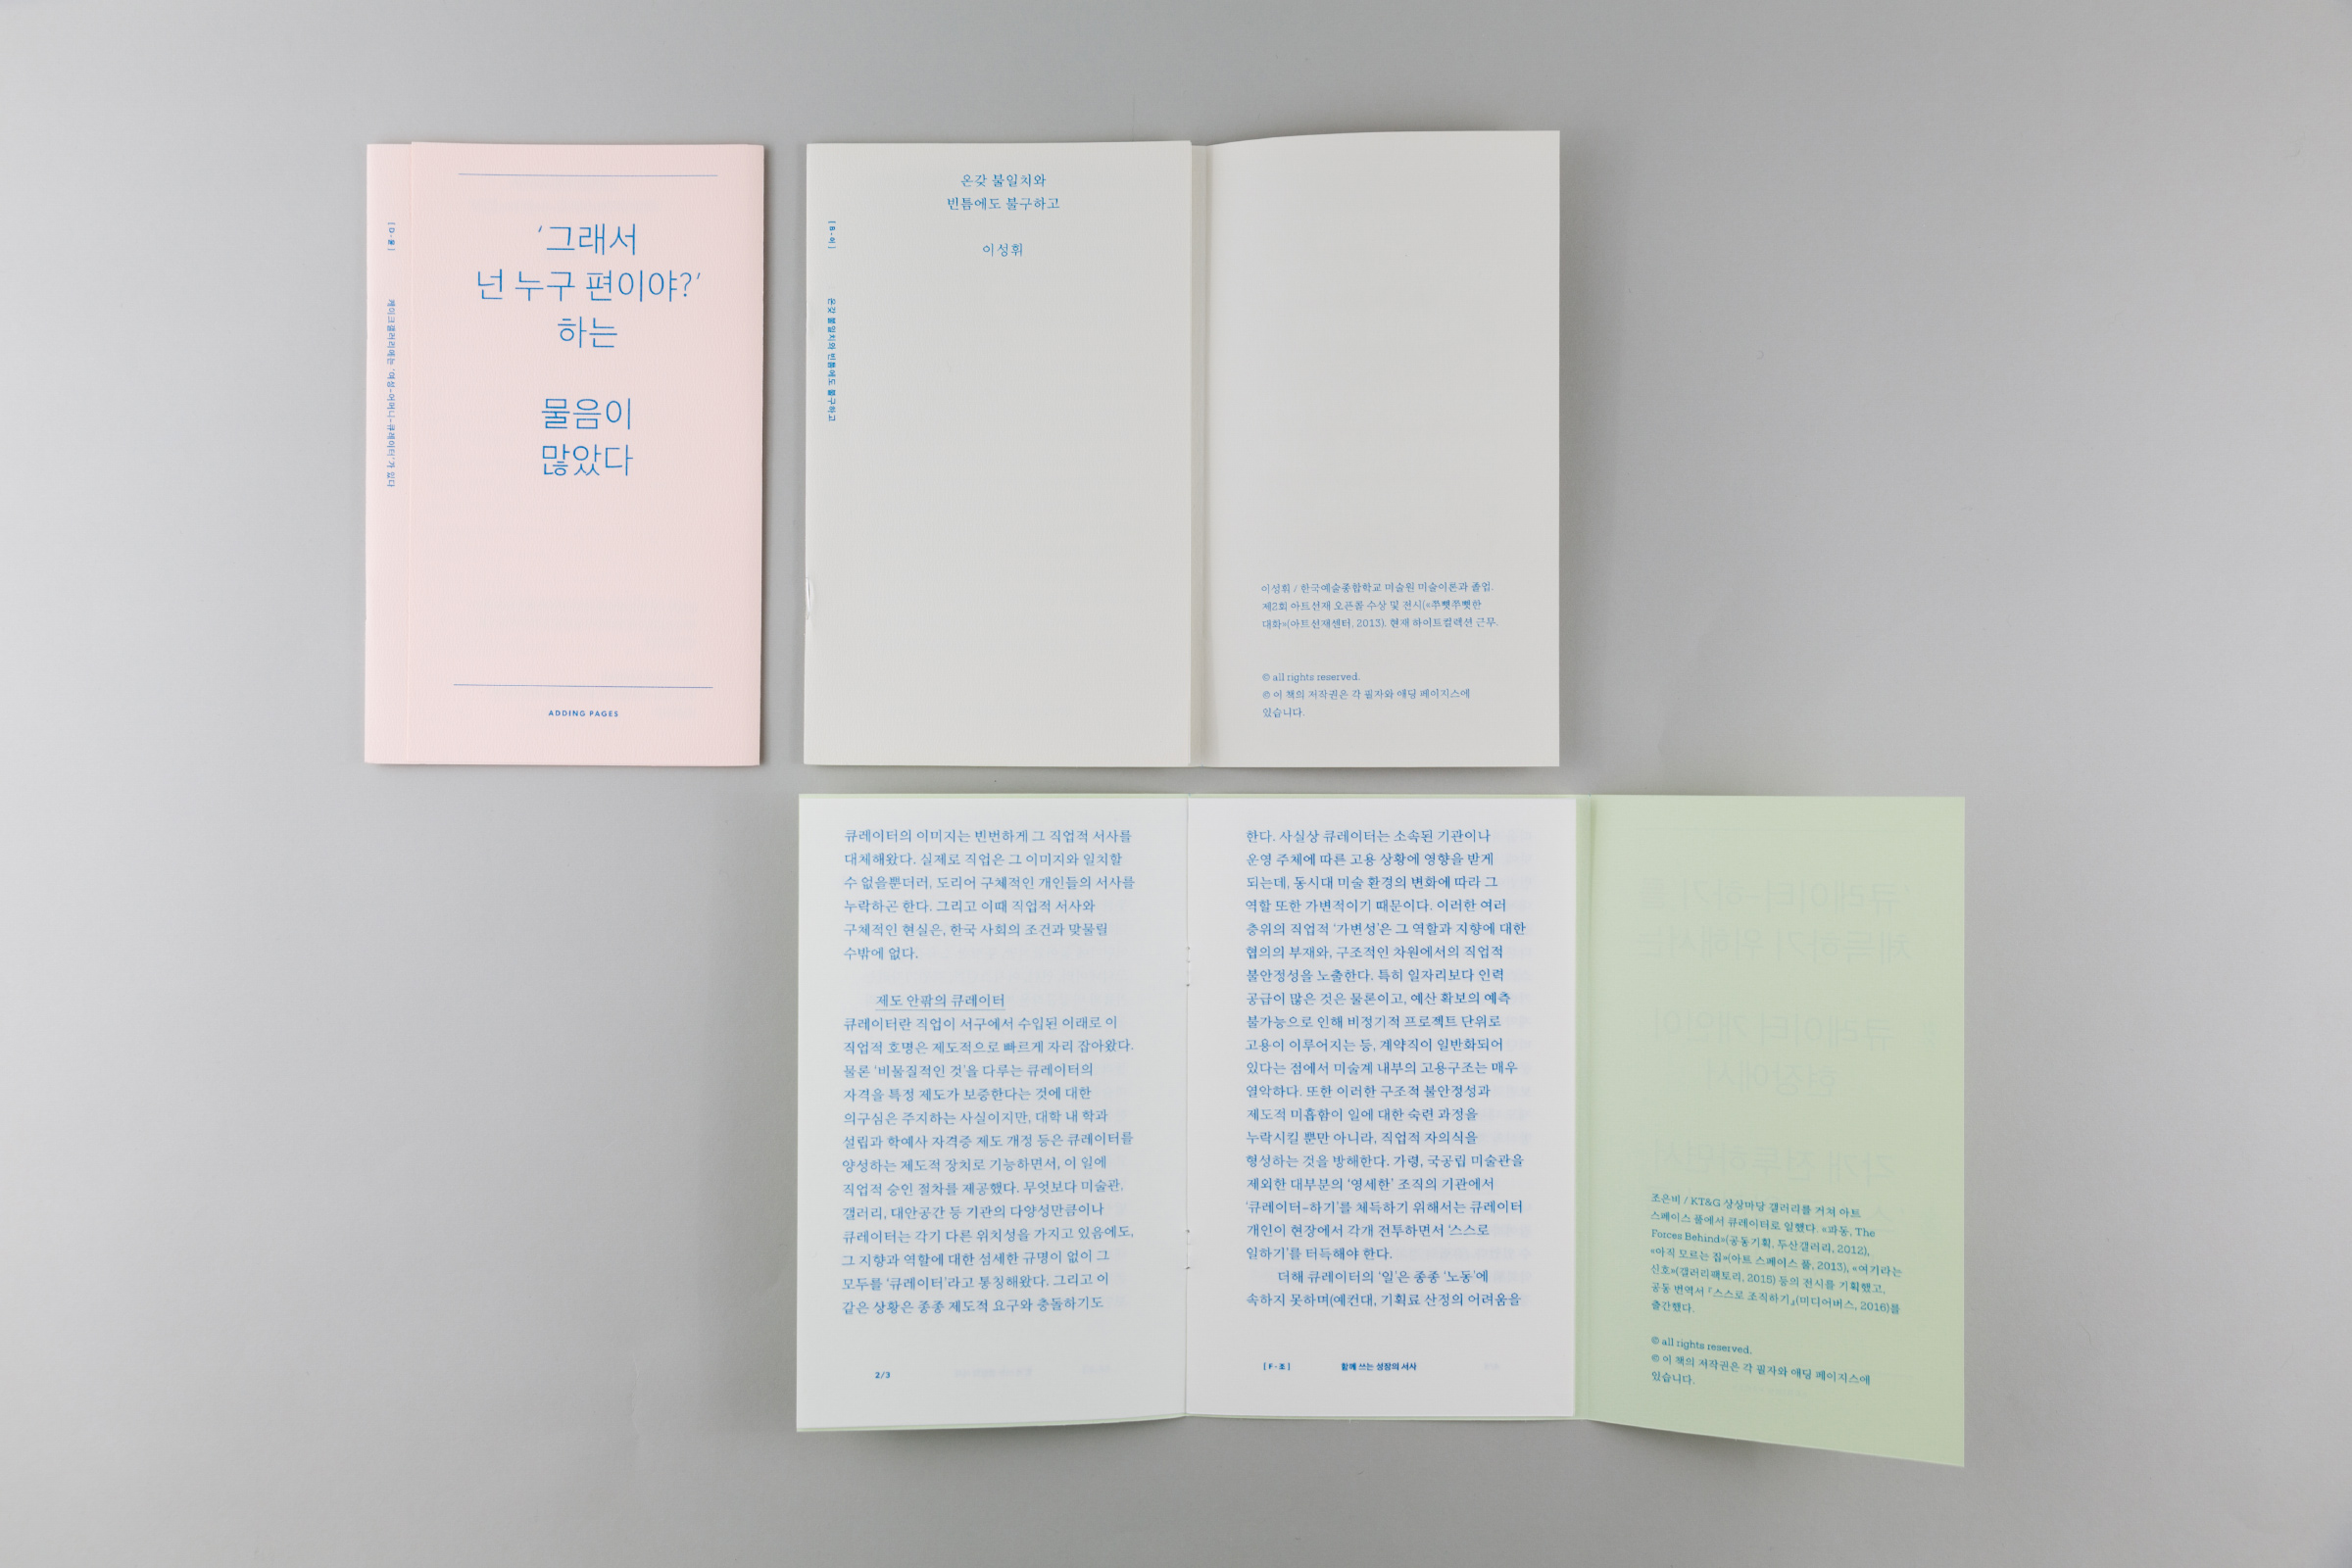 [ D-윤 ]
케이크갤러리에는 ‘여성-어머니-큐레이터’가 있다
‘그래서
넌 누구 편이야?’
하는
물음이
많았다
ADDING PAGES
[ B-이 ]
온갖 불일치와 빈틈에도 불구하고
온갖 불일치와
빈틈에도 불구하고
이성휘
이성휘 / 한국예술종합학교 미술원 미술이론과 졸업.
제2회 아트선재 오픈콜 수상 및 전시(«쭈뼛쭈뼛한
대화»(아트선재센터, 2013). 현재 하이트컬렉션 근무.
© all rights reserved.
© 이 책의 저작권은 각 필자와 애딩 페이지스에
있습니다.
큐레이터의 이미지는 빈번하게 그 직업적 서사를
대체해왔다. 실제로 직업은 그 이미지와 일치할
수 없을뿐더러, 도리어 구체적인 개인들의 서사를
누락하곤 한다. 그리고 이때 직업적 서사와
구체적인 현실은, 한국 사회의 조건과 맞물릴
수밖에 없다.
제도 안팎의 큐레이터
큐레이터란 직업이 서구에서 수입된 이래로 이
직업적 호명은 제도적으로 빠르게 자리 잡아왔다.
물론 ‘비물질적인 것’을 다루는 큐레이터의
자격을 특정 제도가 보증한다는 것에 대한
의구심은 주지하는 사실이지만, 대학 내 학과
설립과 학예사 자격증 제도 개정 등은 큐레이터를
양성하는 제도적 장치로 기능하면서, 이 일에
직업적 승인 절차를 제공했다. 무엇보다 미술관,
갤러리, 대안공간 등 기관의 다양성만큼이나
큐레이터는 각기 다른 위치성을 가지고 있음에도,
그 지향과 역할에 대한 섬세한 규명이 없이 그
모두를 ‘큐레이터’라고 통칭해왔다. 그리고 이
같은 상황은 종종 제도적 요구와 충돌하기도
2/3
한다. 사실상 큐레이터는 소속된 기관이나
운영 주체에 따른 고용 상황에 영향을 받게
되는데, 동시대 미술 환경의 변화에 따라 그
역할 또한 가변적이기 때문이다. 이러한 여러
층위의 직업적 ‘가변성’은 그 역할과 지향에 대한
협의의 부재와, 구조적인 차원에서의 직업적
불안정성을 노출한다. 특히 일자리보다 인력
공급이 많은 것은 물론이고, 예산 확보의 예측
불가능으로 인해 비정기적 프로젝트 단위로
고용이 이루어지는 등, 계약직이 일반화되어
있다는 점에서 미술계 내부의 고용구조는 매우
열악하다. 또한 이러한 구조적 불안정성과
제도적 미흡함이 일에 대한 숙련 과정을
누락시킬 뿐만 아니라, 직업적 자의식을
형성하는 것을 방해한다. 가령, 국공립 미술관을
제외한 대부분의 ‘영세한’ 조직의 기관에서
‘큐레이터–하기’를 체득하기 위해서는 큐레이터
개인이 현장에서 각개 전투하면서 ‘스스로
일하기’를 터득해야 한다.
더해 큐레이터의 ‘일’은 종종 ‘노동’에
속하지 못하며(예컨대, 기획료 산정의 어려움을
[ F-조 ] 함께 쓰는 성장의 서사
조은비 / KT&G 상상마당 갤러리를 거쳐 아트
스페이스 풀에서 큐레이터로 일했다. «파동, The
Forces Behind»(공동기획, 두산갤러리, 2012),
«아직 모르는 집»(아트 스페이스 풀, 2013), «여기라는
신호»(갤러리팩토리, 2015) 등의 전시를 기획했고,
공동 번역서 『스스로 조직하기』(미디어버스, 2016)를
출간했다.
© all rights reserved.
© 이 책의 저작권은 각 필자와 애딩 페이지스에
있습니다.